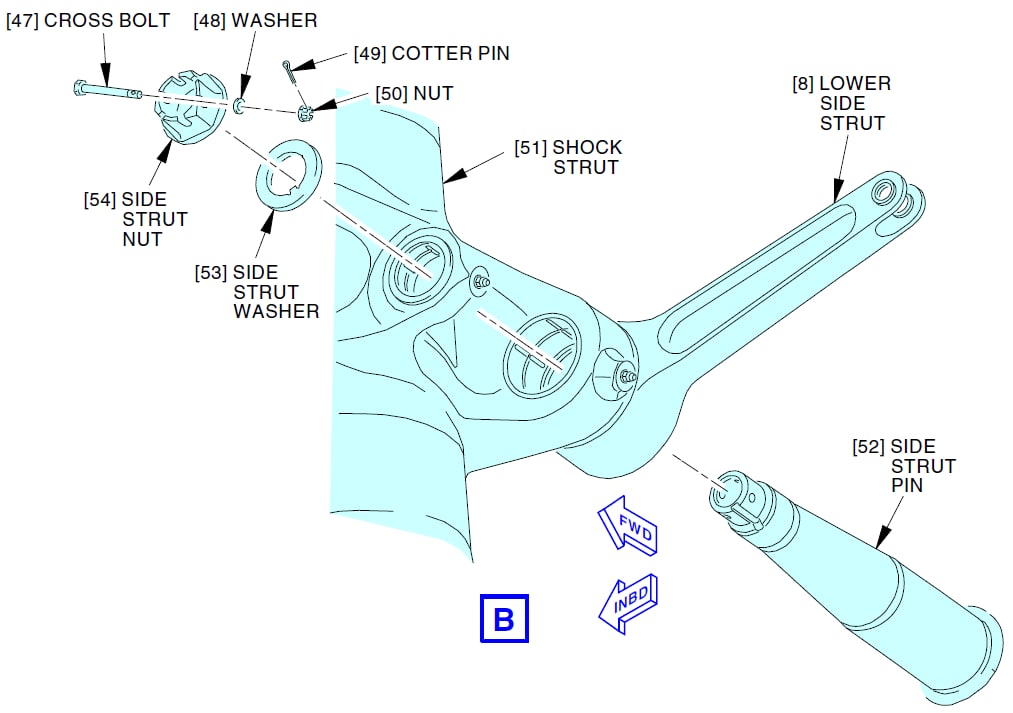 [47] CROSS BOLT
[48] WASHER
[49] COTTER PIN
[50] NUT
[8] LOWER
SIDE
STRUT
[51] SHOCK
STRUT
[54] SIDE
STRUT
NUT
[53] SIDE
STRUT
WASHER
[52] SIDE
STRUT
PIN
FWD
INBD
B